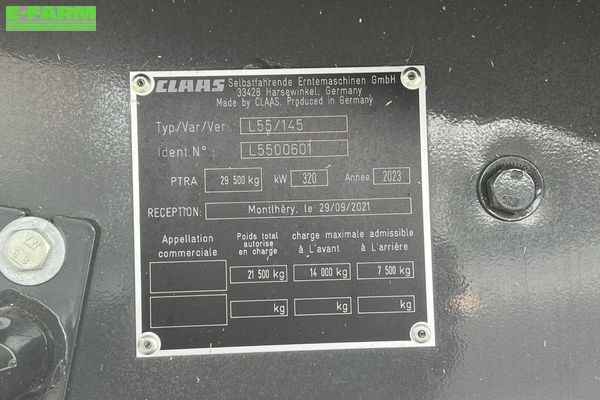 E-FARM
CLAAS Selbstfahrende Erntemaschinen GmbH
33428 Harsewinkel, Germany
Made by CLAAS. Produced in Germany
Typ/Var/Ver: L55/145
Ident.N°: L5500601
PTRA 29 500 kg kW 320 Année 2023
RECEPTION: Montlhéry, le 29/09/2021
Appellation commerciale
Poids total autorise en charge
charge maximale admissible
à L'avant à L'arrière
21 500 kg 14 000 kg 7 500 kg
kg kg kg